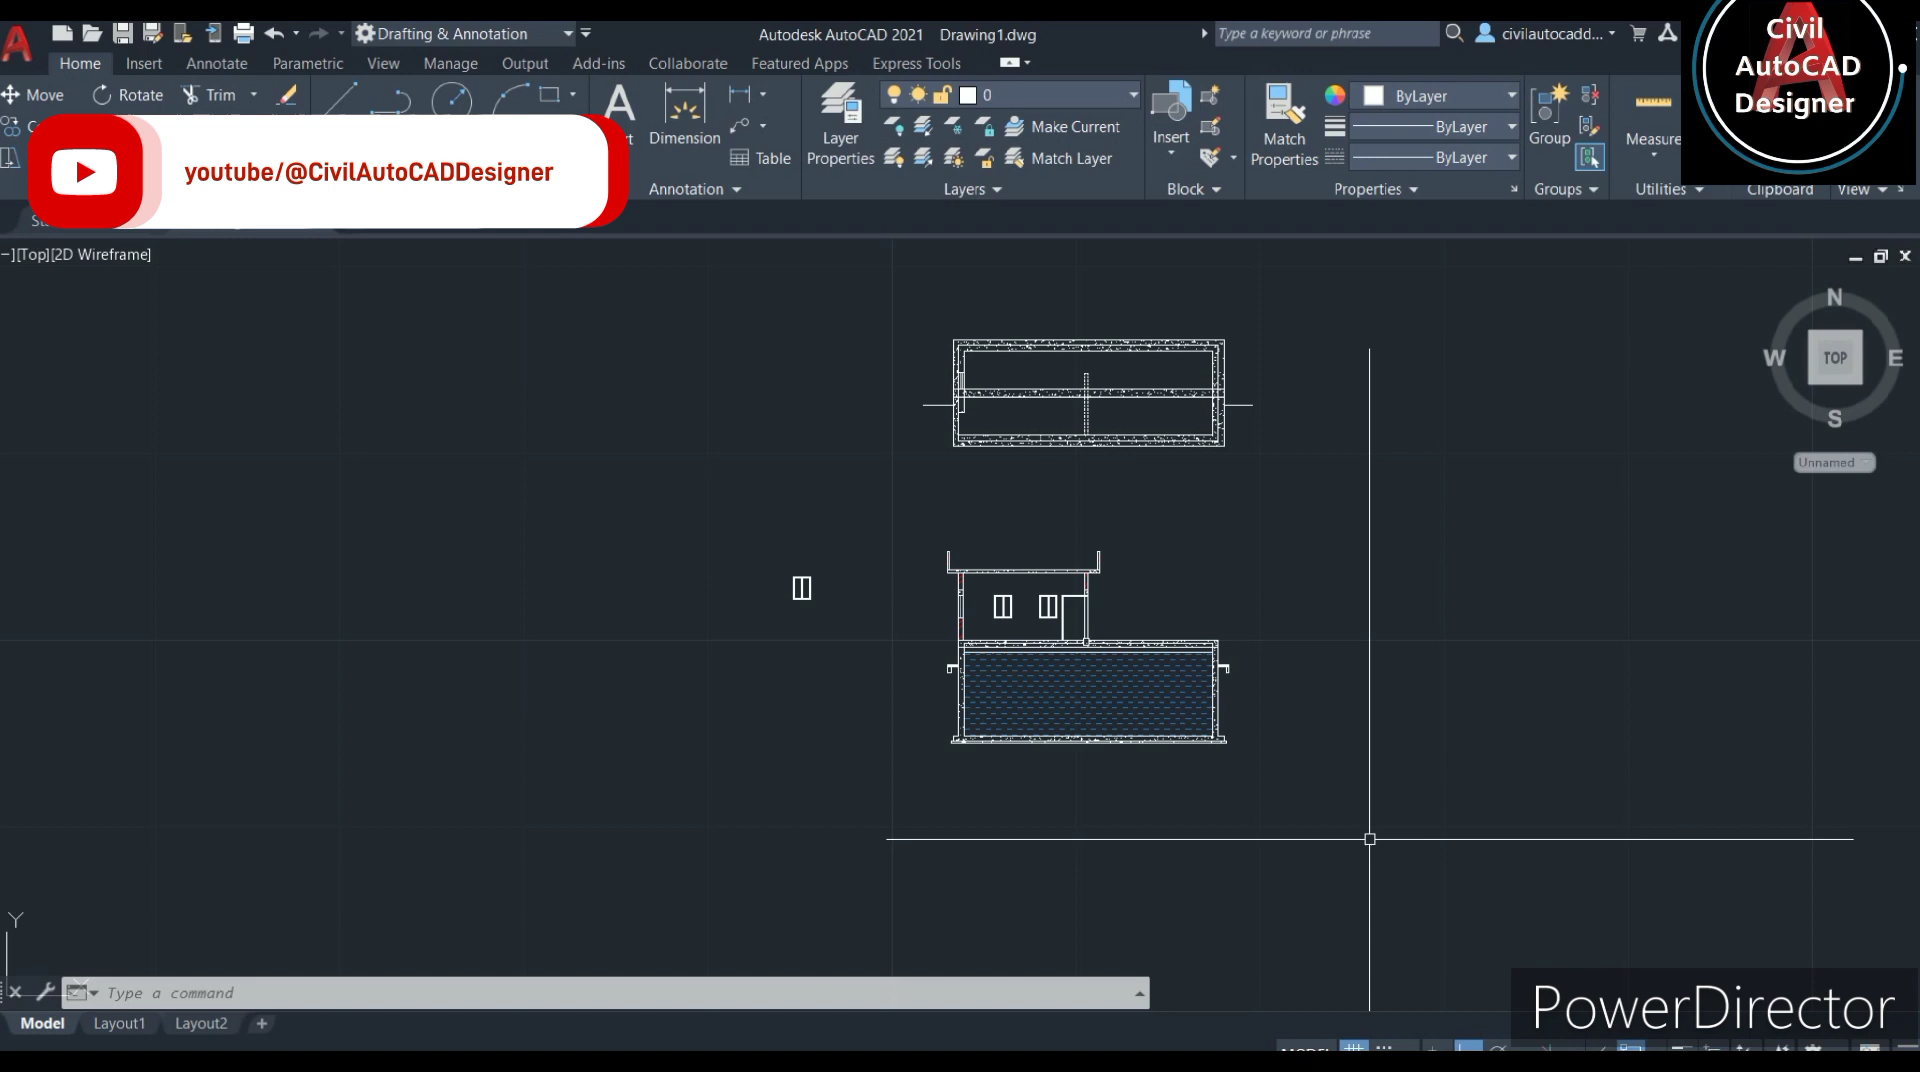 Drafting & Annotation
Autodesk AutoCAD 2021 Drawing1.dwg
Type a keyword or phrase
civilautocadd...
Civil
AutoCAD
Designer
Home Insert Annotate Parametric View Manage Output Add-ins Collaborate Featured Apps Express Tools
Move Rotate Trim
0
ByLayer
Make Current
ByLayer
Dimension
Layer
Properties
Insert
Match
Properties
Group
Measure
Table
Match Layer
ByLayer
youtube/@CivilAutoCADDesigner
Annotation Layers Block Properties Groups Utilities Clipboard View
[Top][2D Wireframe]
N
W TOP E
S
Unnamed
Y
Type a command
Model Layout1 Layout2 +
PowerDirector